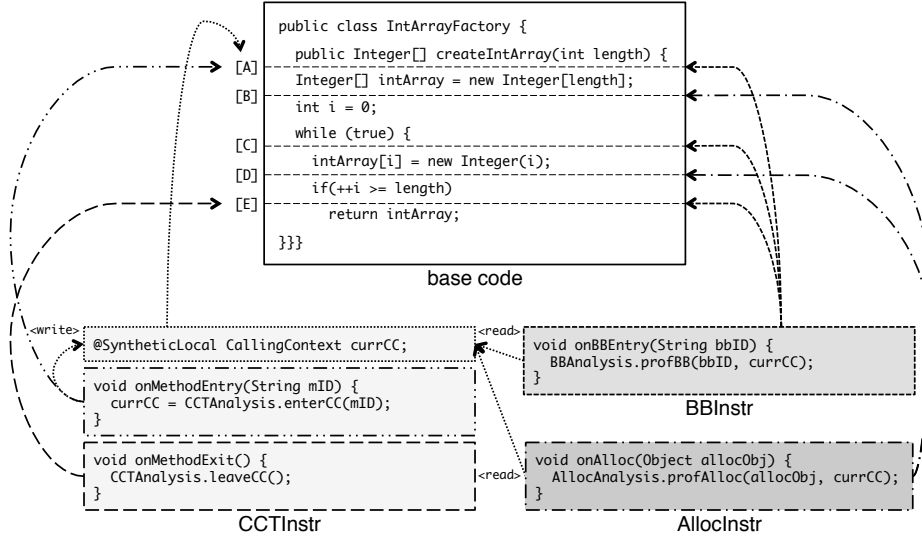 public class IntArrayFactory {
public Integer[] createIntArray(int length) {
[A]
Integer[] intArray = new Integer[length];
[B]
int i = 0;
while (true) {
[C]
intArray[i] = new Integer(i);
[D]
if(++i >= length)
[E]
return intArray;
}}}
base code
<write>
@SyntheticLocal CallingContext currCC;
<read>
void onMethodEntry(String mID) {
currCC = CCTAnalysis.enterCC(mID);
}
void onMethodExit() {
CCTAnalysis.leaveCC();
}
CCTInstr
void onBBEntry(String bbID) {
BBAnalysis.profBB(bbID, currCC);
}
BBInstr
<read>
void onAlloc(Object allocObj) {
AllocAnalysis.profAlloc(allocObj, currCC);
}
AllocInstr